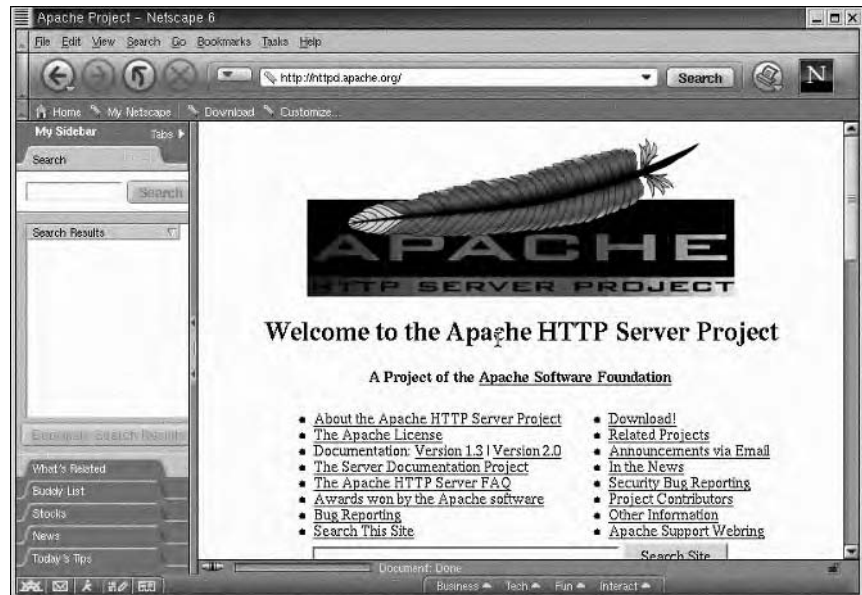 Apache Project – Netscape 6
File Edit View Search Go Bookmarks Tasks Help
http://httpd.apache.org/ Search N
Home My Netscape Download Customize...
My Sidebar Tabs
Search
Search
Search Results
What's Related
Buddy List
Stocks
News
Today's Tips
APACHE
HTTP SERVER PROJECT
Welcome to the Apache HTTP Server Project
A Project of the Apache Software Foundation
About the Apache HTTP Server Project
The Apache License
Documentation: Version 1.3 | Version 2.0
The Server Documentation Project
The Apache HTTP Server FAQ
Awards won by the Apache software
Bug Reporting
Search This Site
Download!
Related Projects
Announcements via Email
In the News
Security Bug Reporting
Project Contributors
Other Information
Apache Support Webring
Search Site
Document: Done
Business Tech Fun Interact